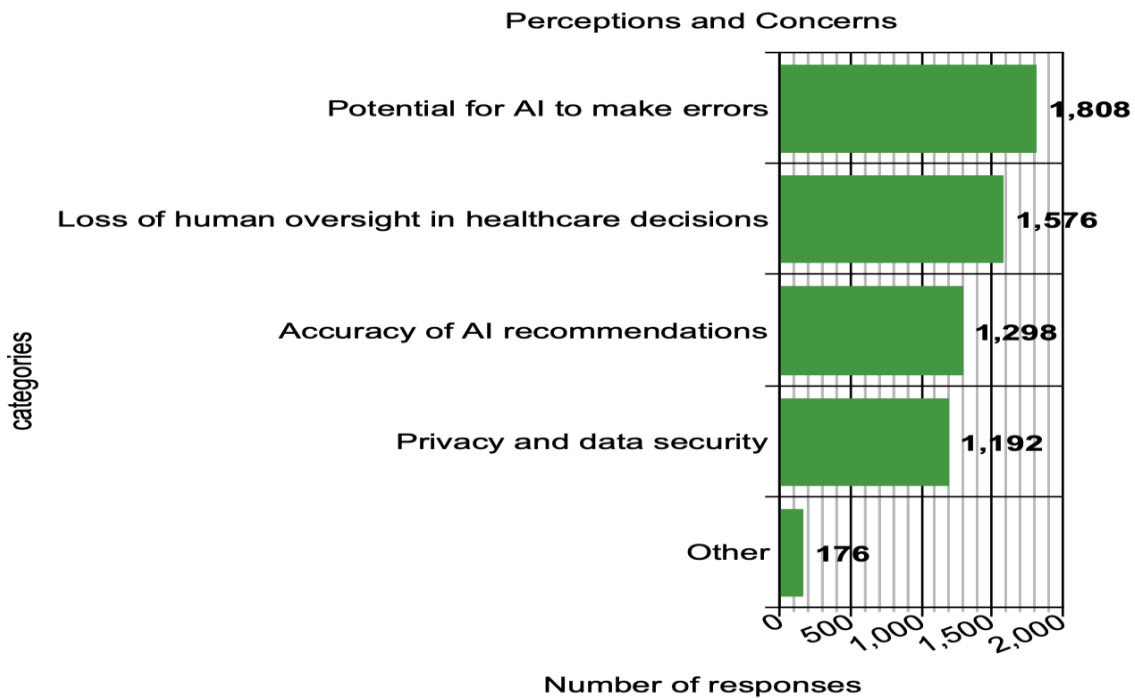 Perceptions and Concerns
Potential for AI to make errors
1,808
Loss of human oversight in healthcare decisions
1,576
Accuracy of AI recommendations
1,298
Privacy and data security
1,192
Other
176
categories
0
500
1,000
1,500
2,000
Number of responses